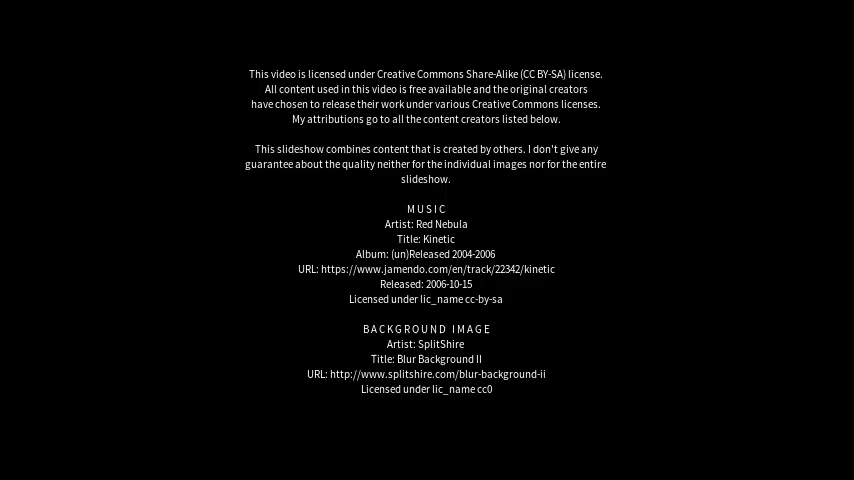 This video is licensed under Creative Commons Share-Alike (CC BY-SA) license.
All content used in this video is free available and the original creators
have chosen to release their work under various Creative Commons licenses.
My attributions go to all the content creators listed below.
This slideshow combines content that is created by others. I don't give any
guarantee about the quality neither for the individual images nor for the entire
slideshow.
MUSIC
Artist: Red Nebula
Title: Kinetic
Album: (un)Released 2004-2006
URL: https://www.jamendo.com/en/track/22342/kinetic
Released: 2006-10-15
Licensed under lic_name cc-by-sa
BACKGROUND IMAGE
Artist: SplitShire
Title: Blur Background II
URL: http://www.splitshire.com/blur-background-ii
Licensed under lic_name cc0